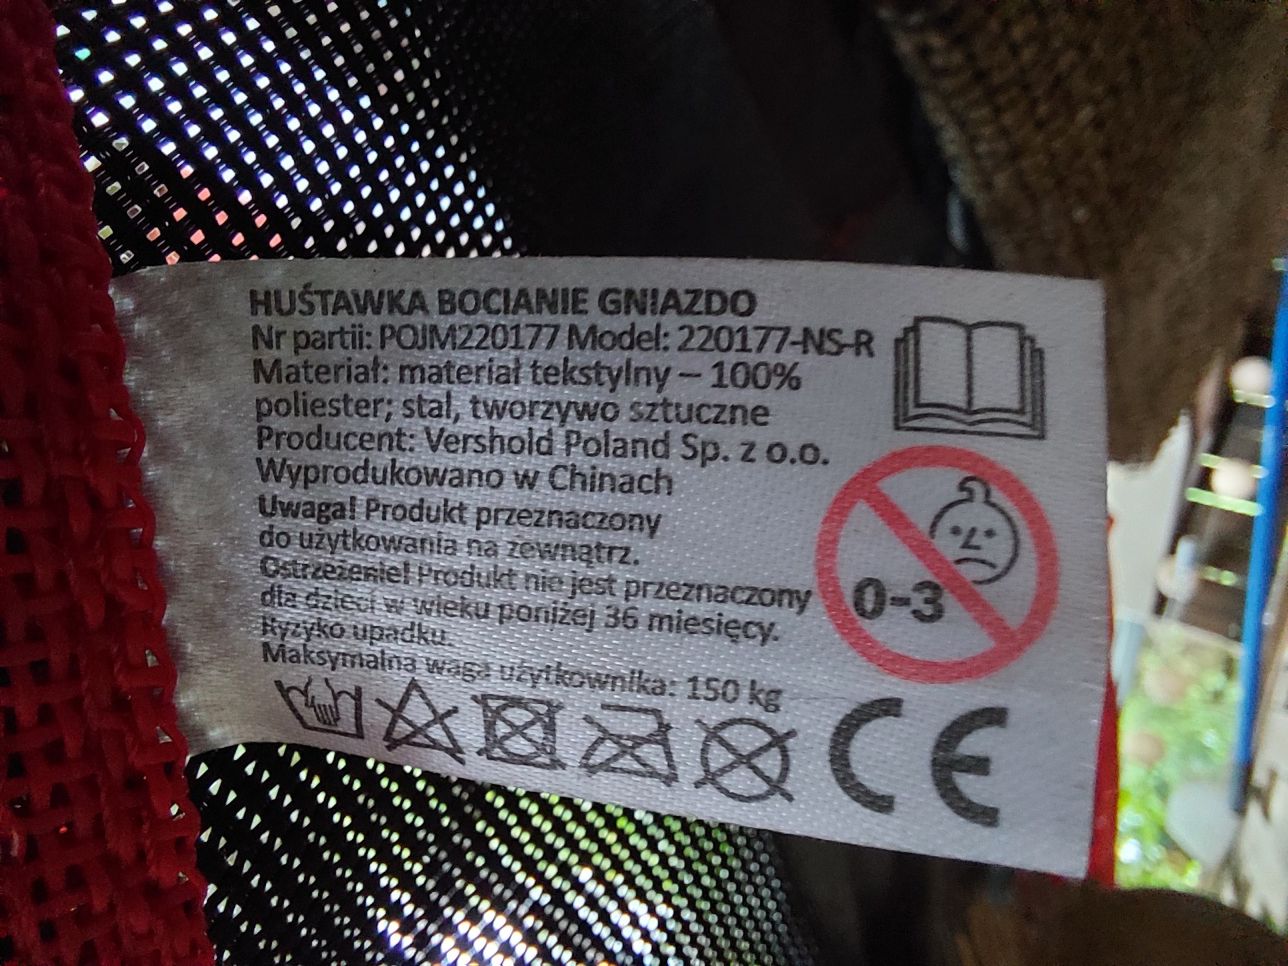 HUŚTAWKA BOCIANIE GNIAZDO
Nr partii: POJM220177 Model: 220177-NS-R
Materiał: materiał tekstylny – 100%
poliester; stal, tworzywo sztuczne
Producent: Vershold Poland Sp. z o.o.
Wyprodukowano w Chinach
Uwaga! Produkt przeznaczony
do użytkowania na zewnątrz.
Ostrzeżenie! Produkt nie jest przeznaczony
dla dzieci w wieku poniżej 36 miesięcy.
Ryzyko upadku.
Maksymalna waga użytkownika: 150 kg
0-3
CE